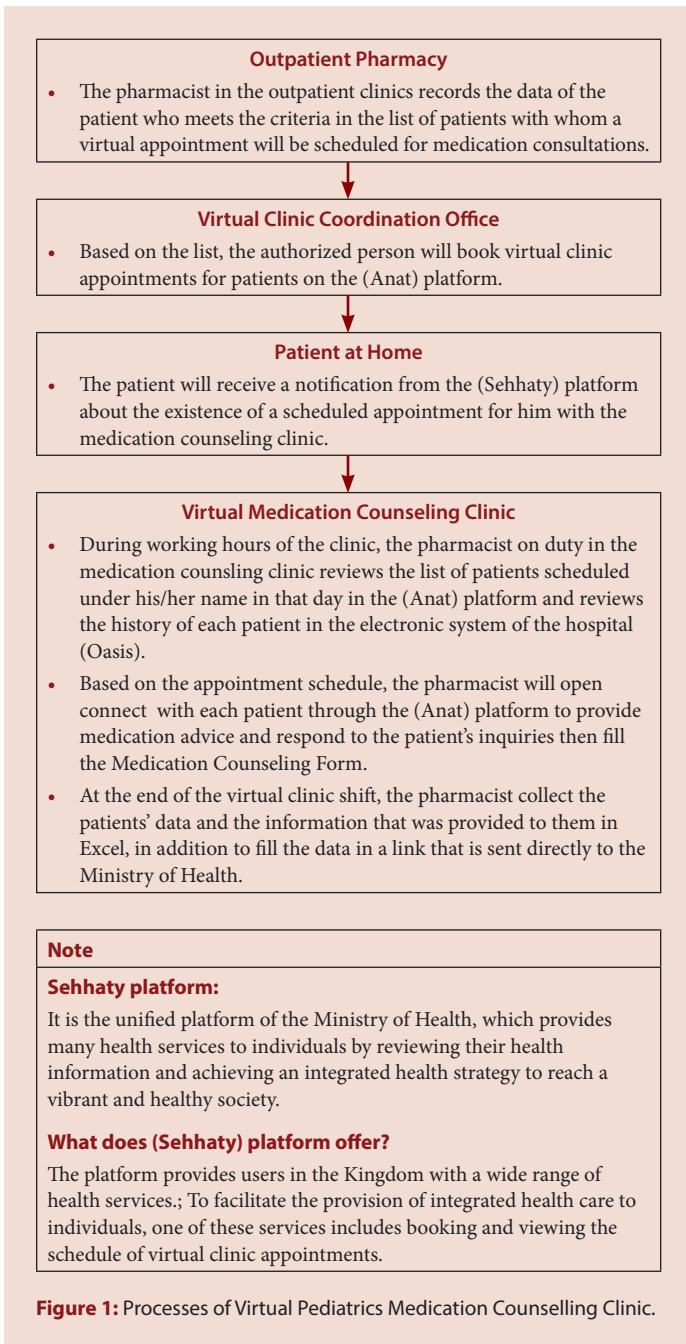 Outpatient Pharmacy
• The pharmacist in the outpatient clinics records the data of the
patient who meets the criteria in the list of patients with whom a
virtual appointment will be scheduled for medication consultations.
Virtual Clinic Coordination Office
• Based on the list, the authorized person will book virtual clinic
appointments for patients on the (Anat) platform.
Patient at Home
• The patient will receive a notification from the (Sehhaty) platform
about the existence of a scheduled appointment for him with the
medication counseling clinic.
Virtual Medication Counseling Clinic
• During working hours of the clinic, the pharmacist on duty in the
medication counsling clinic reviews the list of patients scheduled
under his/her name in that day in the (Anat) platform and reviews
the history of each patient in the electronic system of the hospital
(Oasis).
• Based on the appointment schedule, the pharmacist will open
connect with each patient through the (Anat) platform to provide
medication advice and respond to the patient's inquiries then fill
the Medication Counseling Form.
• At the end of the virtual clinic shift, the pharmacist collect the
patients' data and the information that was provided to them in
Excel, in addition to fill the data in a link that is sent directly to the
Ministry of Health.
Note
Sehhaty platform:
It is the unified platform of the Ministry of Health, which provides
many health services to individuals by reviewing their health
information and achieving an integrated health strategy to reach a
vibrant and healthy society.
What does (Sehhaty) platform offer?
The platform provides users in the Kingdom with a wide range of
health services.; To facilitate the provision of integrated health care to
individuals, one of these services includes booking and viewing the
schedule of virtual clinic appointments.
Figure 1: Processes of Virtual Pediatrics Medication Counselling Clinic.